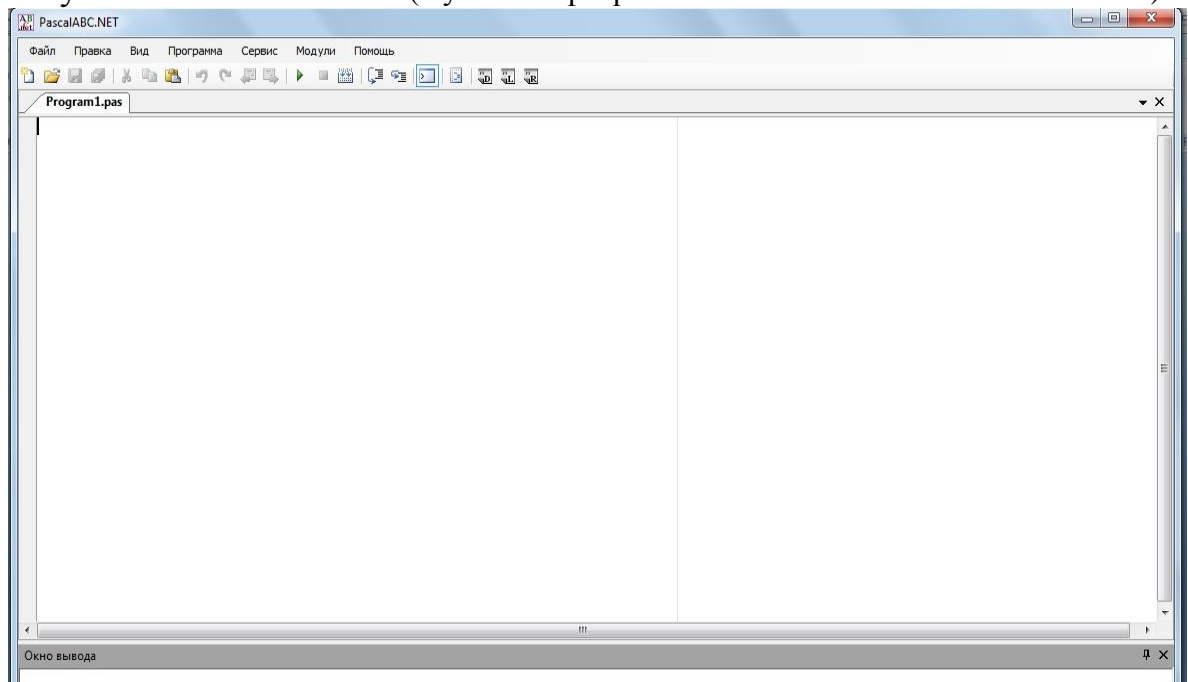 PascalABC.NET
Файл Правка Вид Программа Сервис Модули Помощь
Program1.pas
Окно вывода